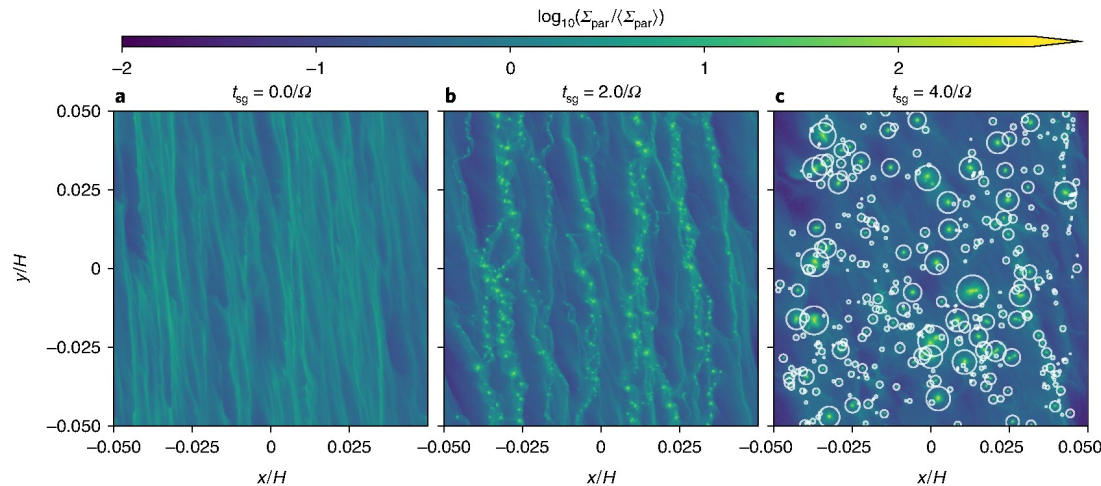 log₁₀(Σpar/⟨Σpar⟩)
−2 −1 0 1 2
a tsg = 0.0/Ω b tsg = 2.0/Ω c tsg = 4.0/Ω
0.050
0.025
0
−0.025
−0.050
y/H
−0.050 −0.025 0 0.025 −0.050 −0.025 0 0.025 −0.050 −0.025 0 0.025 0.050
x/H x/H x/H